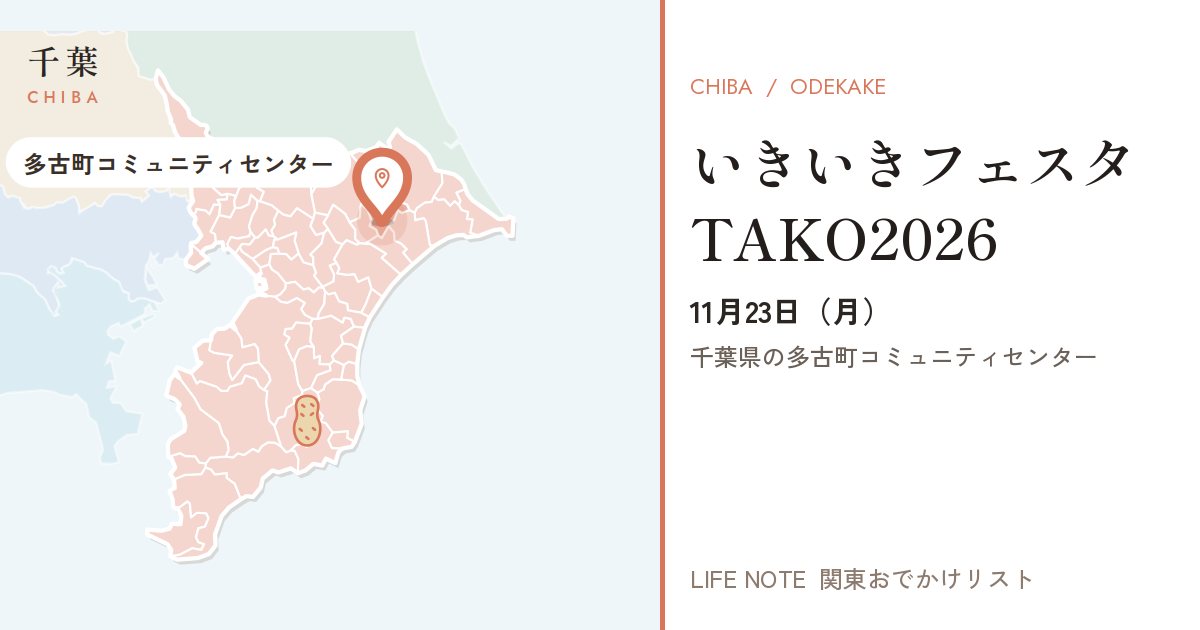 千葉
CHIBA
多古町コミュニティセンター
CHIBA / ODEKAKE
いきいきフェスタ
TAKO2026
11月23日（月）
千葉県の多古町コミュニティセンター
LIFE NOTE 関東おでかけリスト